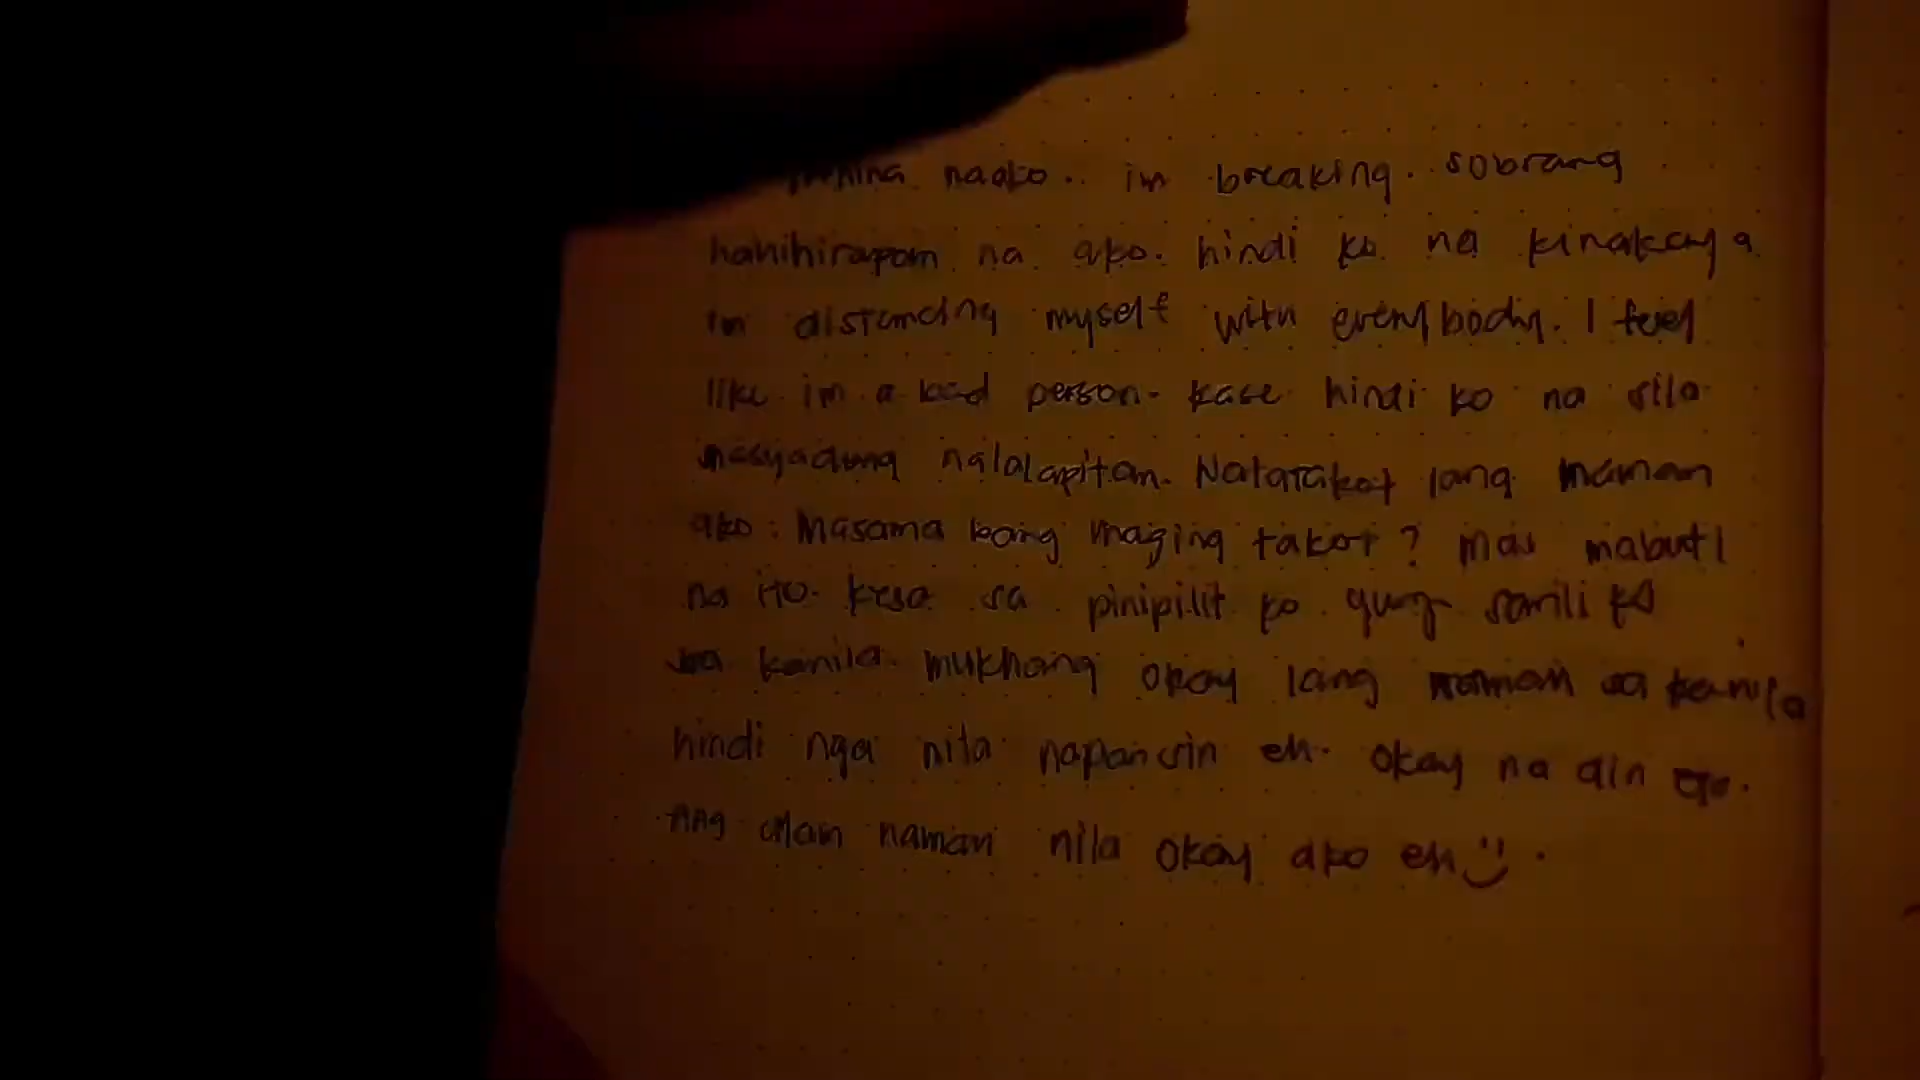 naako.. im breaking. sobrang
nahihirapan na ako. hindi ko na kinakaya
im distancing myself with everybody. I feel
like im a bad person. kase hindi ko na sila
masyadong nalalapitan. Natatakot lang naman
ako. Masama bang maging takot? mas mabuti
na ito. kesa sa pinipilit ko yung sarili ko
sa kanila. mukhang okay lang naman sa kanila
hindi nga nila napansin eh. okay na din ito.
Ang alam naman nila okay ako eh :).